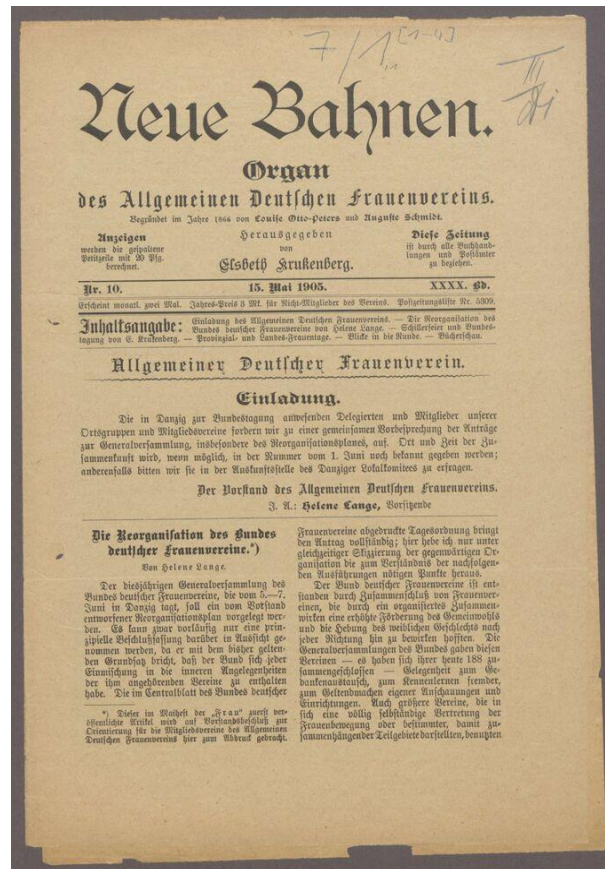 7/1 [1-4]
III
Neue Bahnen.
Organ
des Allgemeinen Deutschen Frauenvereins.
Begründet im Jahre 1866 von Louise Otto-Peters und Auguste Schmidt.
Anzeigen
werden die gespaltene
Petitzeile mit 20 Pfg.
berechnet.
Herausgegeben
von
Elsbeth Krukenberg.
Diese Zeitung
ist durch alle Buchhand-
lungen und Postämter
zu beziehen.
Nr. 10. 15. Mai 1905. XXXX. Bd.
Erscheint monatl. zwei Mal. Jahres-Preis 3 Mk. für Nicht-Mitglieder des Vereins. Postzeitungsliste Nr. 5309.
Inhaltsangabe: Einladung des Allgemeinen Deutschen Frauenvereins. — Die Reorganisation des
Bundes deutscher Frauenvereine von Helene Lange. — Schillerfeier und Bundes-
tagung von E. Krukenberg. — Provinzial- und Landes-Frauentage. — Blicke in die Runde. — Bücherschau.
Allgemeiner Deutscher Frauenverein.
Einladung.
Die in Danzig zur Bundestagung anwesenden Delegierten und Mitglieder unserer
Ortsgruppen und Mitgliedsvereine fordern wir zu einer gemeinsamen Vorbesprechung der Anträge
zur Generalversammlung, insbesondere des Reorganisationsplanes, auf. Ort und Zeit der Zu-
sammenkunft wird, wenn möglich, in der Nummer vom 1. Juni noch bekannt gegeben werden;
anderenfalls bitten wir sie in der Auskunftsstelle des Danziger Lokalkomitees zu erfragen.
Der Vorstand des Allgemeinen Deutschen Frauenvereins.
J. A.: Helene Lange, Vorsitzende
Die Reorganisation des Bundes
deutscher Frauenvereine.*)
Von Helene Lange.
Der diesjährigen Generalversammlung des
Bundes deutscher Frauenvereine, die vom 5.—7.
Juni in Danzig tagt, soll ein vom Vorstand
entworfener Reorganisationsplan vorgelegt wer-
den. Es kann zwar vorläufig nur eine prin-
zipielle Beschlußfassung darüber in Aussicht ge-
nommen werden, da er mit dem bisher gelten-
den Grundsatz bricht, daß der Bund sich jeder
Einmischung in die inneren Angelegenheiten
der ihm angehörenden Vereine zu enthalten
habe. Die im Centralblatt des Bundes deutscher
*) Dieser im Maiheft der „Frau“ zuerst ver-
öffentlichte Artikel wird auf Vorstandsbeschluß zur
Orientierung für die Mitgliedsvereine des Allgemeinen
Deutschen Frauenvereins hier zum Abdruck gebracht.
Frauenvereine abgedruckte Tagesordnung bringt
den Antrag vollständig; hier hebe ich nur unter
gleichzeitiger Skizzierung der gegenwärtigen Or-
ganisation die zum Verständnis der nachfolgen-
den Ausführungen nötigen Punkte heraus.
Der Bund deutscher Frauenvereine ist ent-
standen durch Zusammenschluß von Frauenver-
einen, die durch ein organisiertes Zusammen-
wirken eine erhöhte Förderung des Gemeinwohls
und die Hebung des weiblichen Geschlechts nach
jeder Richtung hin zu bewirken hofften. Die
Generalversammlungen des Bundes gaben diesen
Vereinen — es haben sich ihrer heute 188 zu-
sammengeschlossen — Gelegenheit zum Ge-
dankenaustausch, zum Kennenlernen fremder,
zum Geltendmachen eigener Anschauungen und
Einrichtungen. Auch größere Vereine, die in
sich eine völlig selbständige Vertretung der
Frauenbewegung oder bestimmter, damit zu-
sammenhängender Teilgebiete darstellten, benutzten